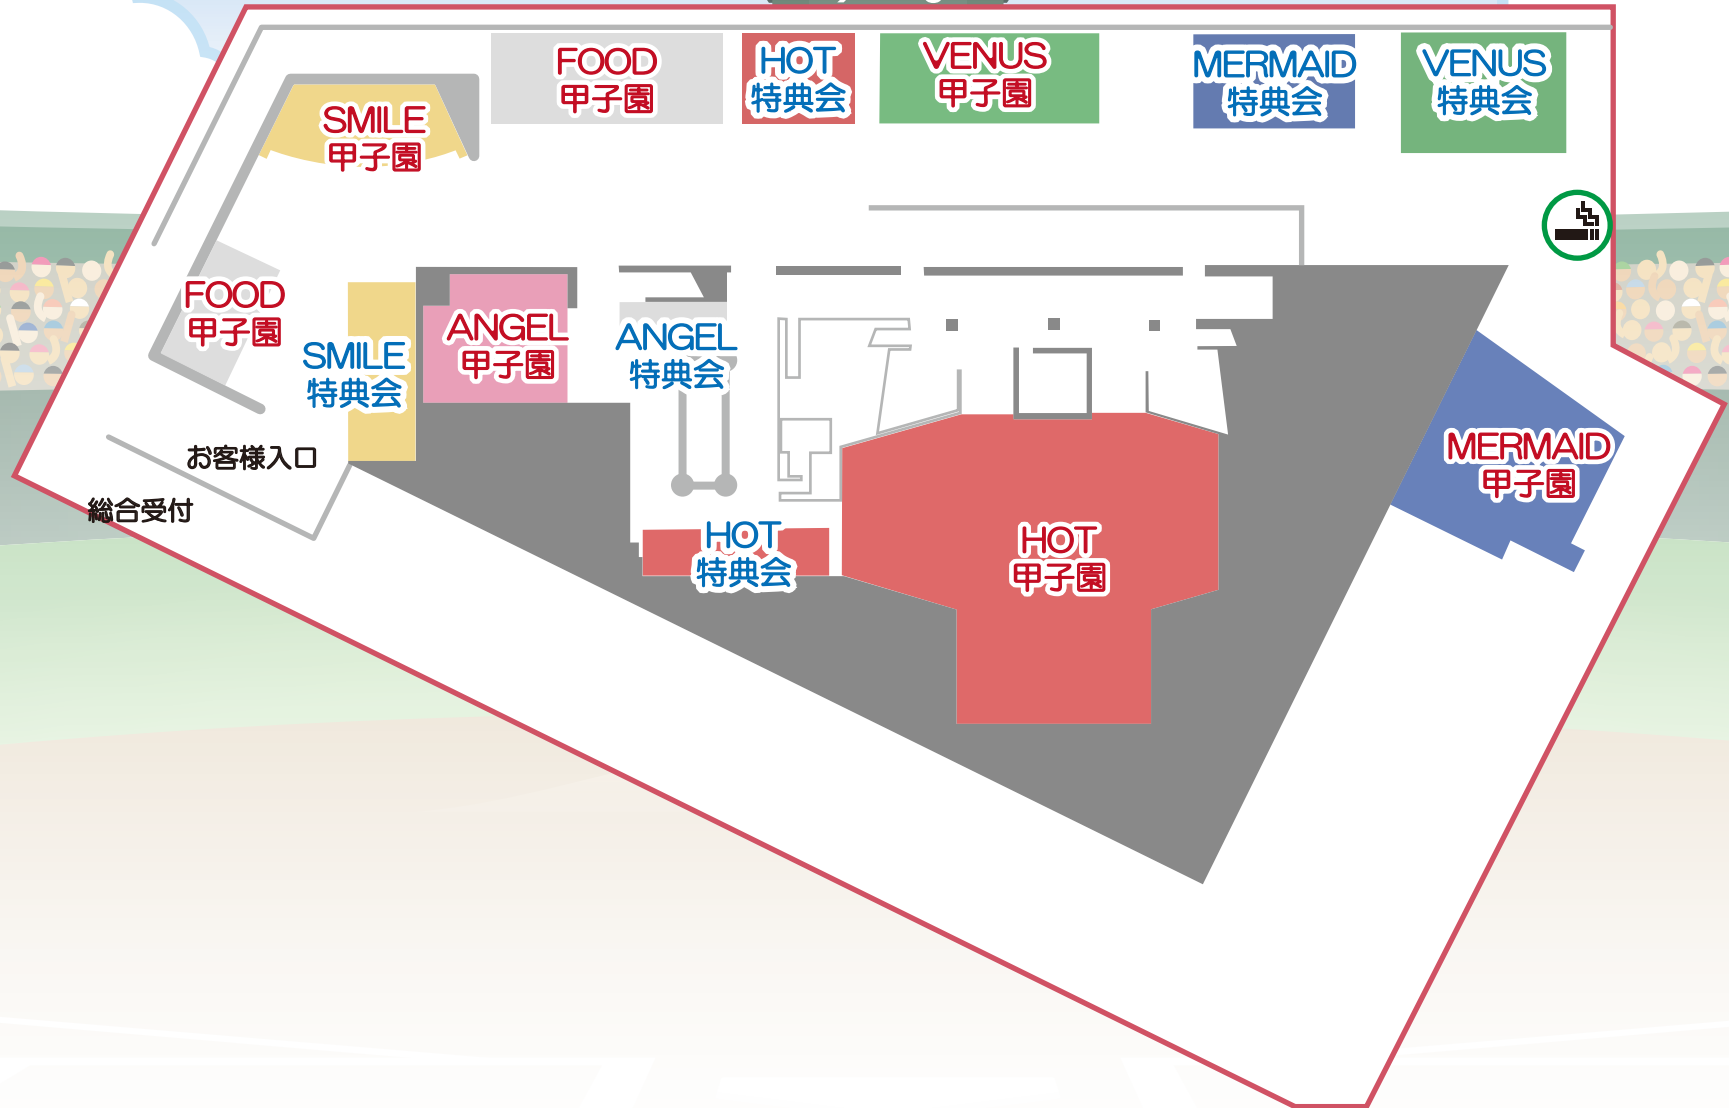 FOOD
甲子園
HOT
特典会
VENUS
甲子園
MERMAID
特典会
VENUS
特典会
SMILE
甲子園
FOOD
甲子園
SMILE
特典会
ANGEL
甲子園
ANGEL
特典会
MERMAID
甲子園
お客様入口
総合受付
HOT
特典会
HOT
甲子園